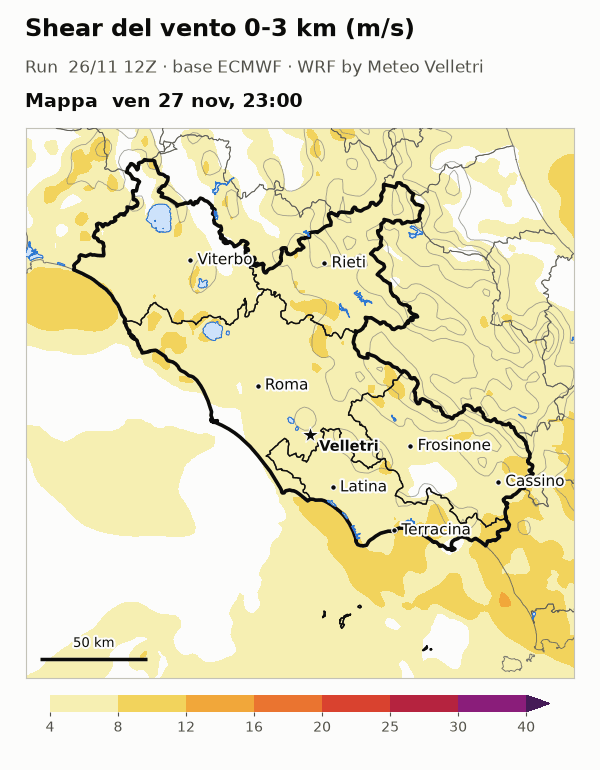 Shear del vento 0-3 km (m/s)
Run  26/11 12Z · base ECMWF · WRF by Meteo Velletri
Mappa  ven 27 nov, 23:00
Viterbo
Rieti
Roma
Velletri
Frosinone
Cassino
Latina
Terracina
50 km
4 8 12 16 20 25 30 40